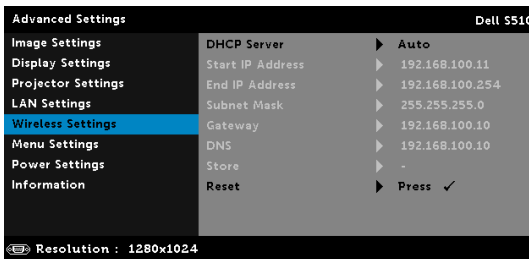 Advanced Settings Dell S510
Image Settings DHCP Server Auto
Display Settings Start IP Address 192.168.100.11
Projector Settings End IP Address 192.168.100.254
LAN Settings Subnet Mask 255.255.255.0
Wireless Settings Gateway 192.168.100.10
Menu Settings DNS 192.168.100.10
Power Settings Store -
Information Reset Press ✓
Resolution : 1280x1024